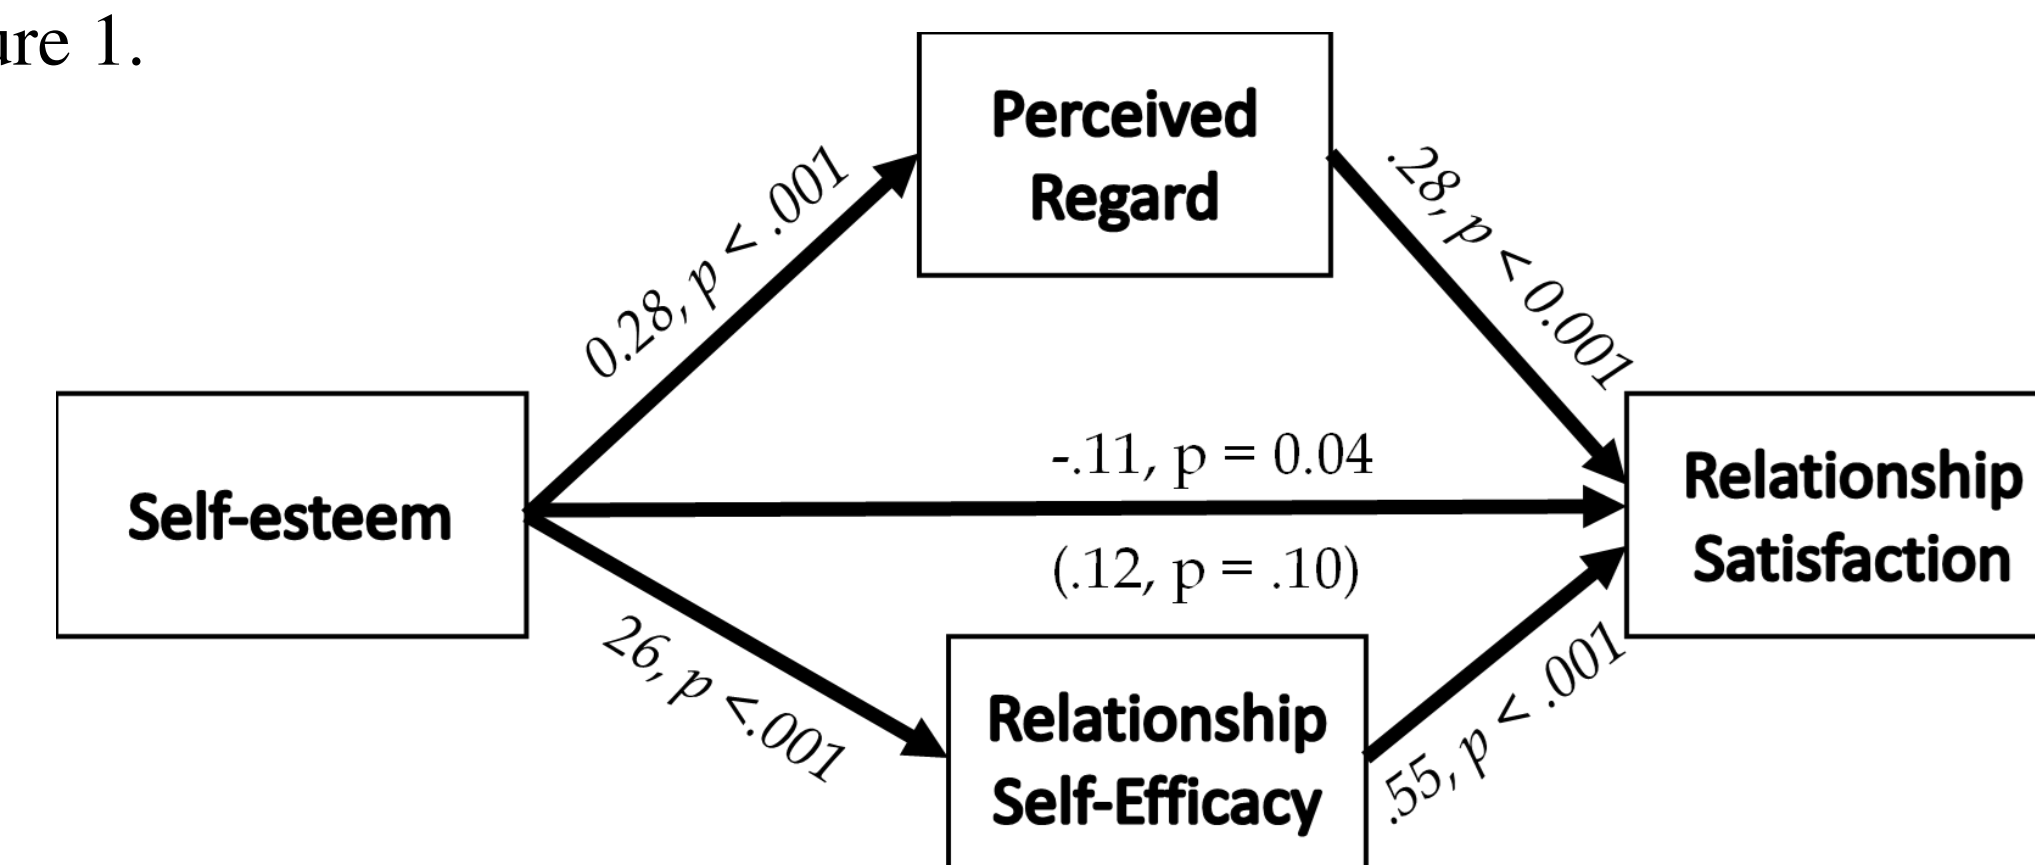 ure 1.
Perceived
Regard
0.28, p < .001
.28, p < 0.001
Self-esteem
-.11, p = 0.04
(.12, p = .10)
Relationship
Satisfaction
26, p <.001
Relationship
Self-Efficacy
.55, p < .001